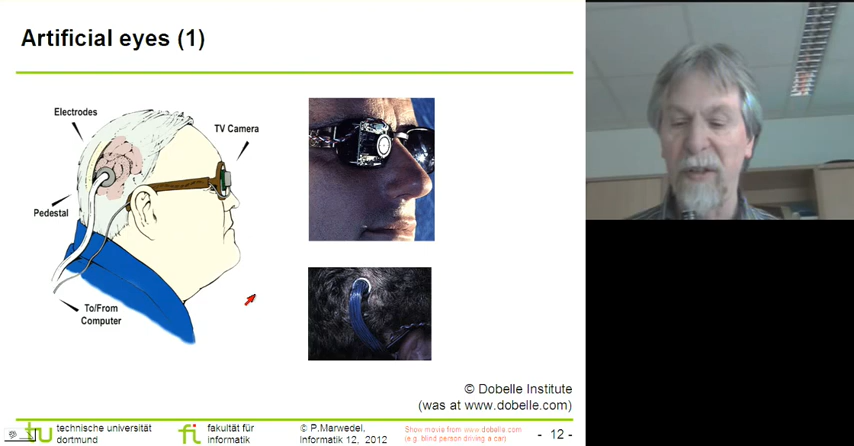 Artificial eyes (1)
Electrodes
TV Camera
Pedestal
To/From
Computer
© Dobelle Institute
(was at www.dobelle.com)
tu technische universität
dortmund
fi fakultät für
informatik
© P.Marwedel,
Informatik 12, 2012
Show movie from www.dobelle.com
(e.g. blind person driving a car)
- 12 -